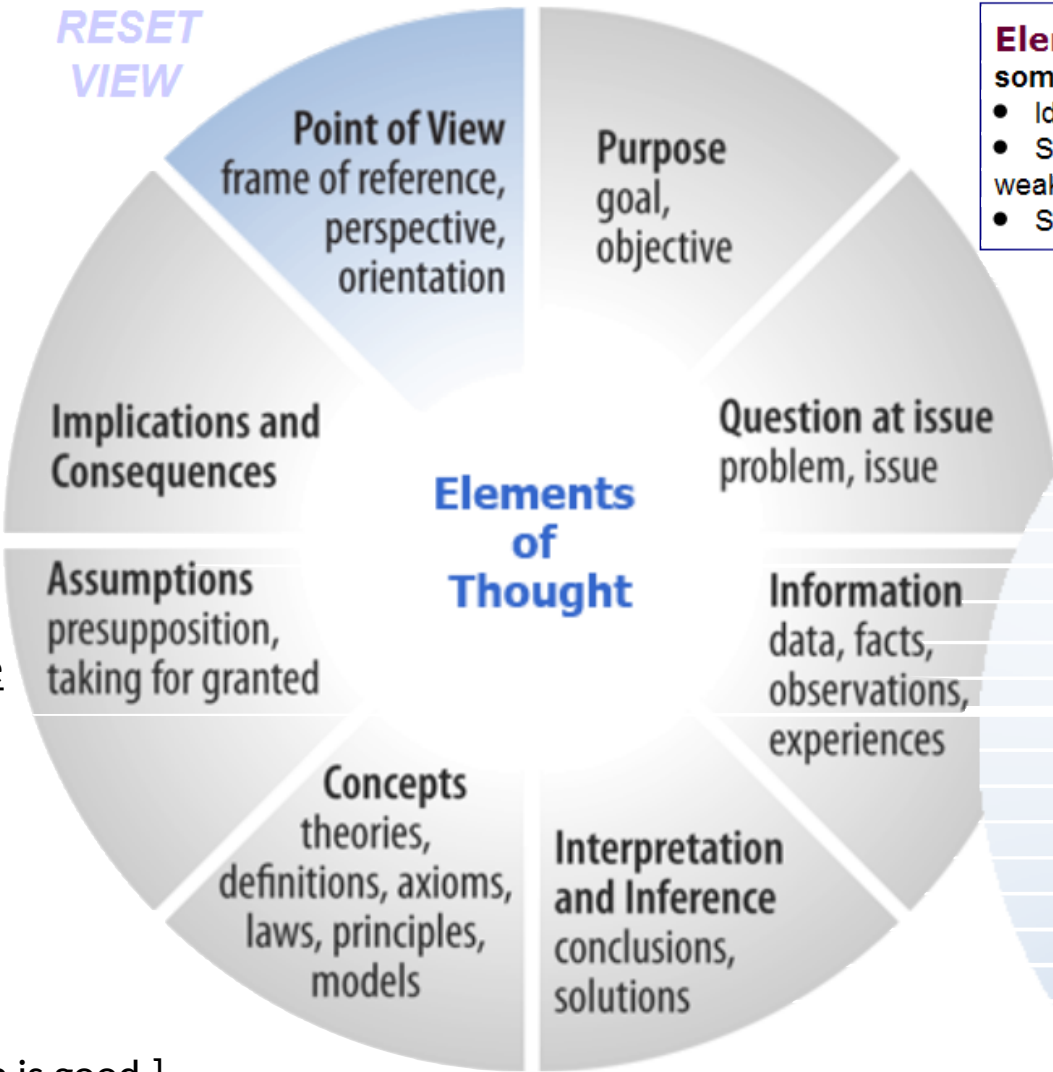 RESET
VIEW
Point of View
frame of reference,
perspective,
orientation
Purpose
goal,
objective
Question at issue
problem, issue
Information
data, facts,
observations,
experiences
Interpretation
and Inference
conclusions,
solutions
Concepts
theories,
definitions, axioms,
laws, principles,
models
Assumptions
presupposition,
taking for granted
Implications and
Consequences
Elements
of
Thought
is good.]